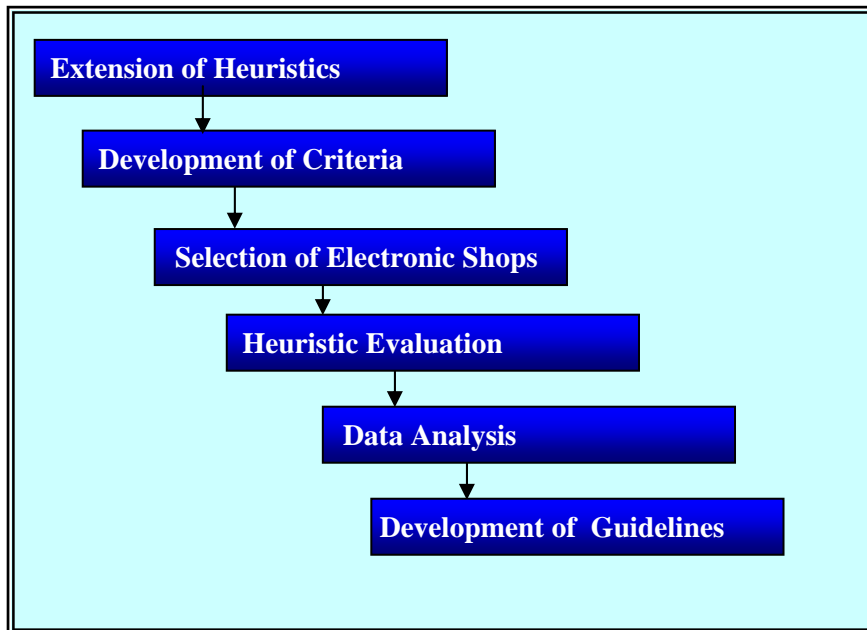 Extension of Heuristics
Development of Criteria
Selection of Electronic Shops
Heuristic Evaluation
Data Analysis
Development of Guidelines